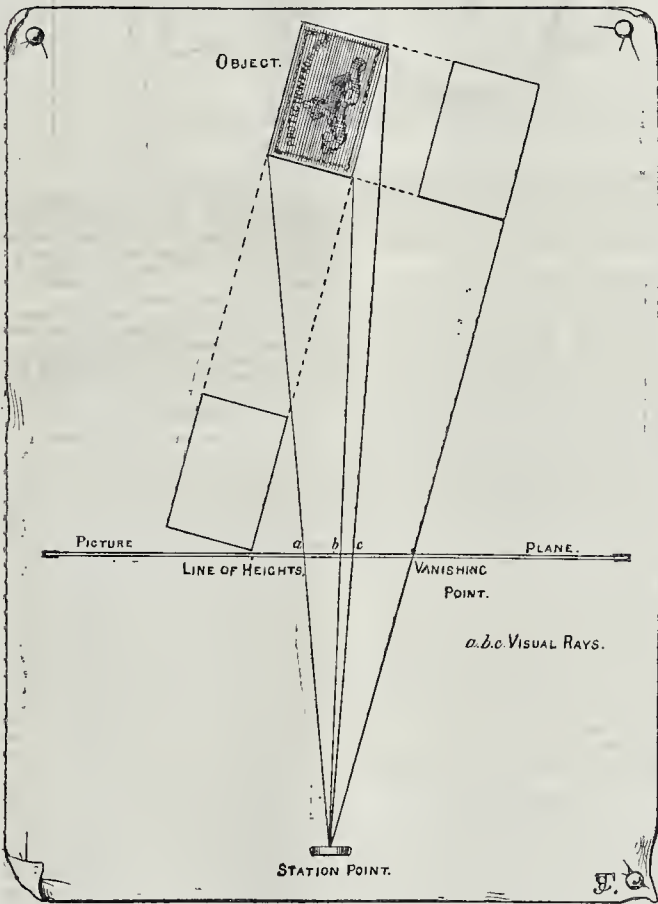 OBJECT.
PICTURE
a
b
c
PLANE.
LINE OF HEIGHTS.
VANISHING
POINT.
a.b.c. VISUAL RAYS.
STATION POINT.